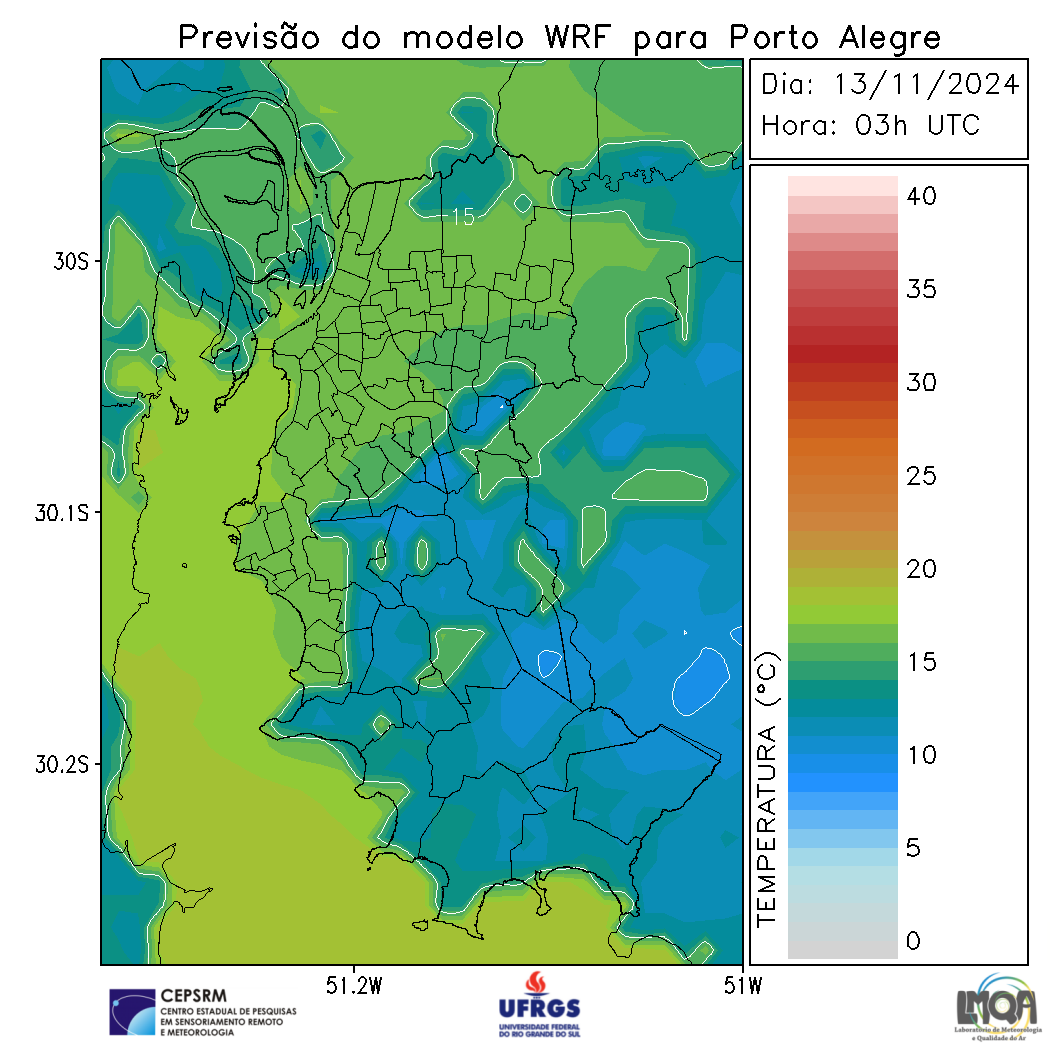 Previsão do modelo WRF para Porto Alegre
Dia: 13/11/2024
Hora: 03h UTC
40
35
30
25
20
15
10
5
0
TEMPERATURA (°C)
15
30S
30.1S
30.2S
51.2W
51W
CEPSRM
CENTRO ESTADUAL DE PESQUISAS
EM SENSORIAMENTO REMOTO
E METEOROLOGIA
UFRGS
UNIVERSIDADE FEDERAL
DO RIO GRANDE DO SUL
LMQA
Laboratório de Meteorologia
e Qualidade do Ar